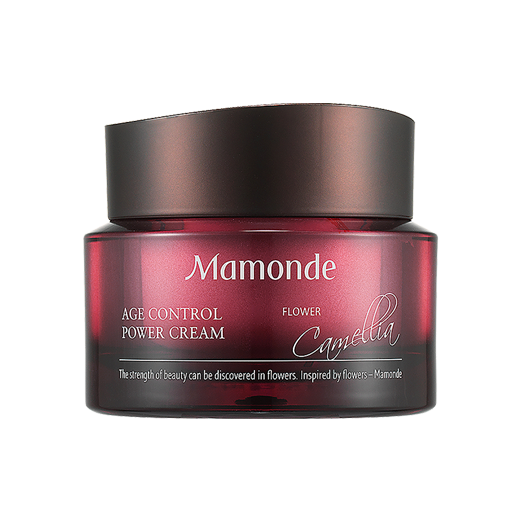 Mamonde
AGE CONTROL
POWER CREAM
FLOWER
Camellia
The strength of beauty can be discovered in flowers. Inspired by flowers – Mamonde